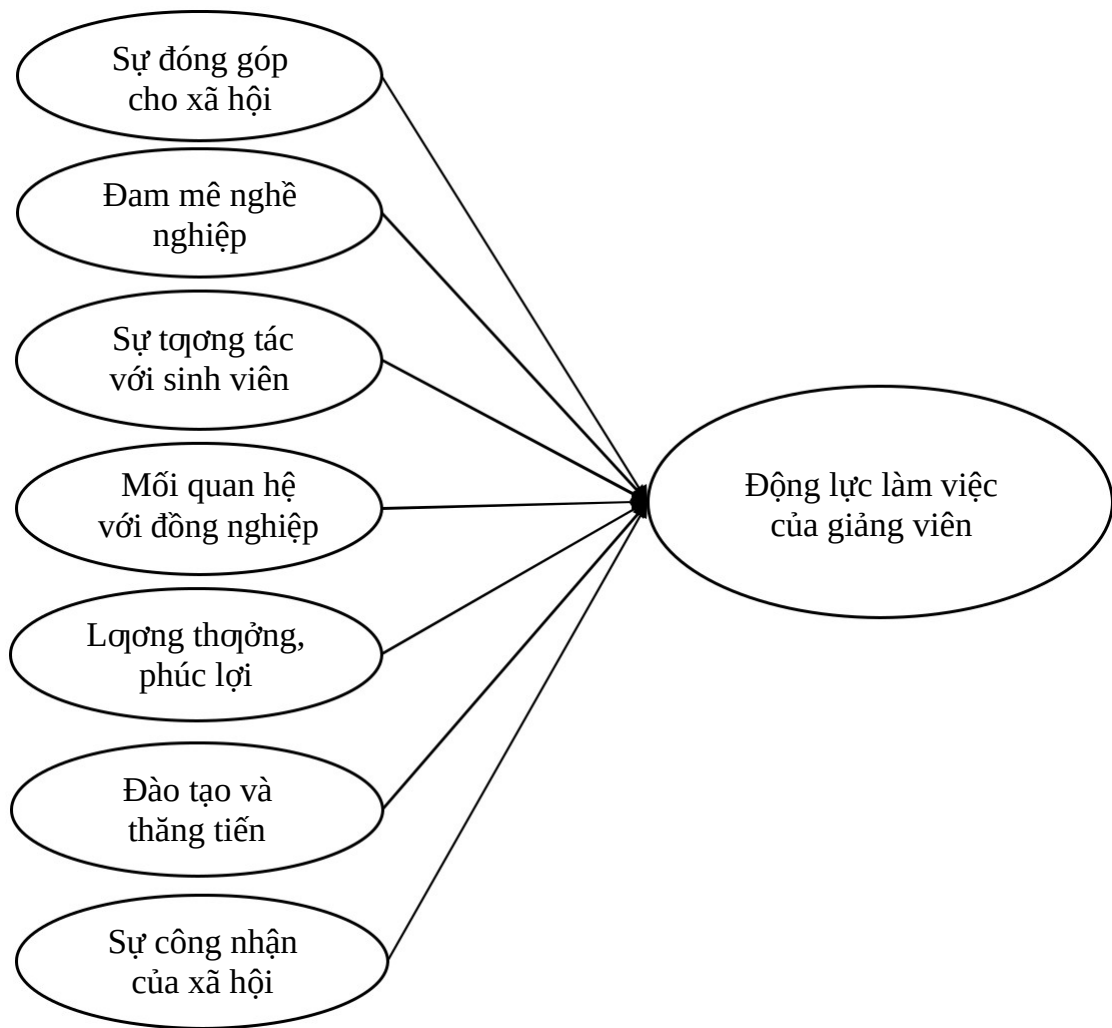 Sự đóng góp
cho xã hội
Đam mê nghề
nghiệp
Sự tƣơng tác
với sinh viên
Mối quan hệ
với đồng nghiệp
Lƣơng thƣởng,
phúc lợi
Đào tạo và
thăng tiến
Sự công nhận
của xã hội
Động lực làm việc
của giảng viên